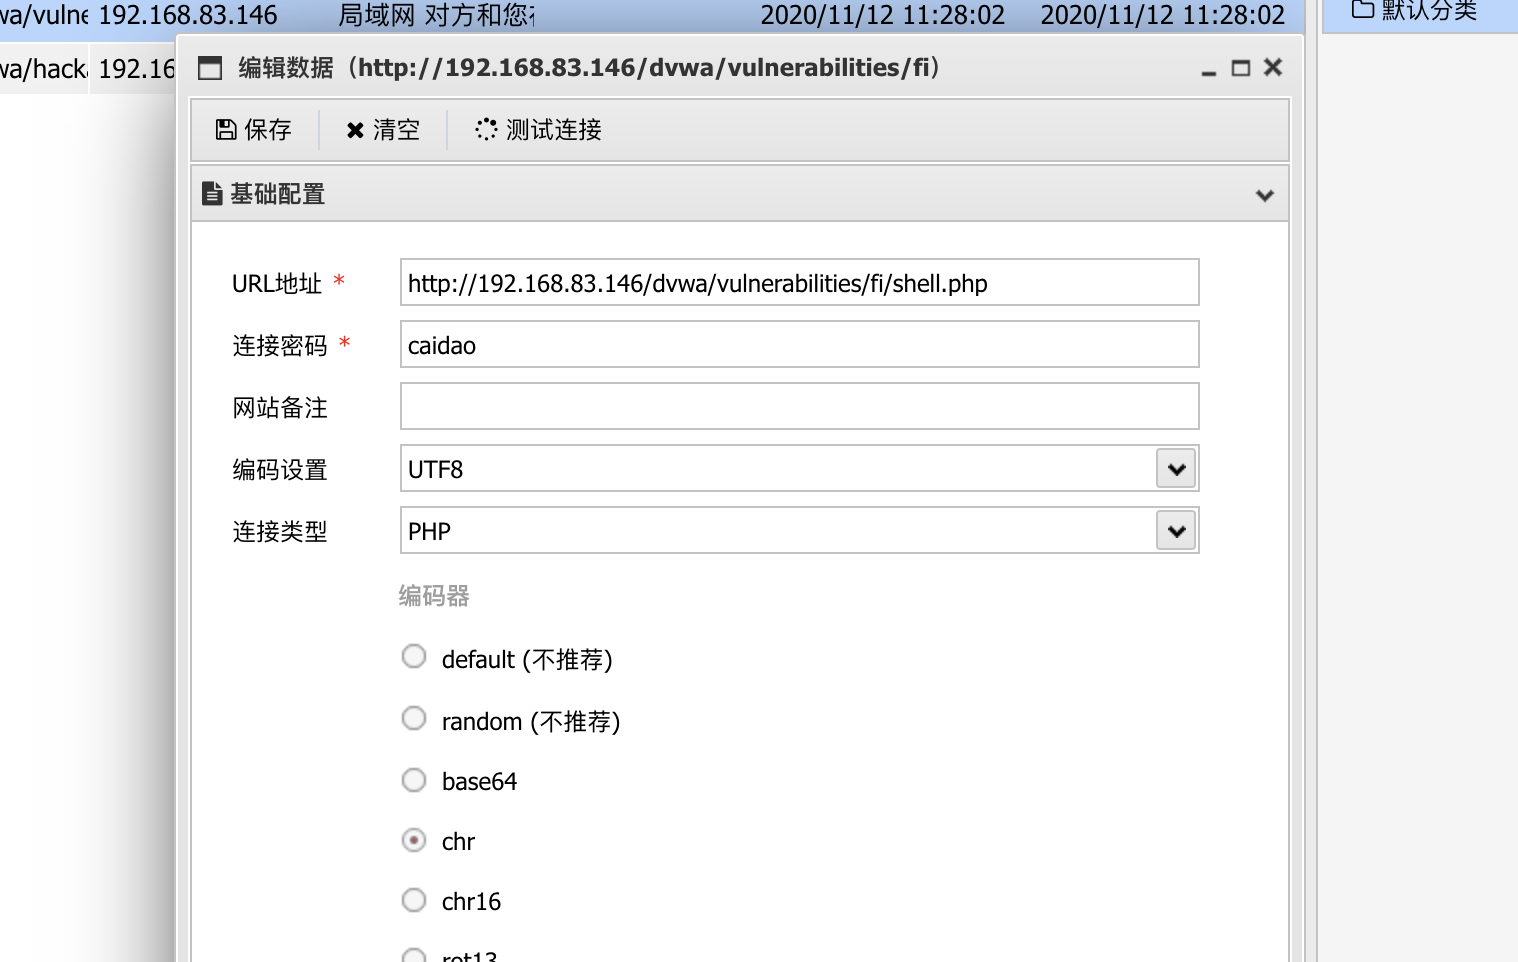 wa/vulne 192.168.83.146 局域网 对方和您 2020/11/12 11:28:02 2020/11/12 11:28:02 默认分类
wa/hack 192.16
编辑数据（http://192.168.83.146/dvwa/vulnerabilities/fi）
保存 清空 测试连接
基础配置
URL地址 * http://192.168.83.146/dvwa/vulnerabilities/fi/shell.php
连接密码 * caidao
网站备注
编码设置 UTF8
连接类型 PHP
编码器
default (不推荐)
random (不推荐)
base64
chr
chr16
rot13